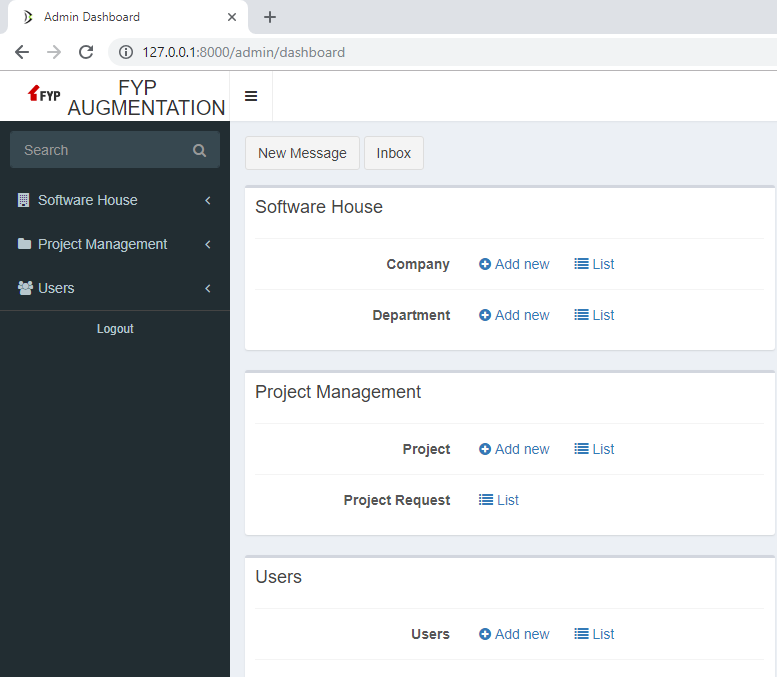 Admin Dashboard
127.0.0.1:8000/admin/dashboard
FYP
FYP
AUGMENTATION
Search
Software House
Project Management
Users
Logout
New Message Inbox
Software House
Company Add new List
Department Add new List
Project Management
Project Add new List
Project Request List
Users
Users Add new List